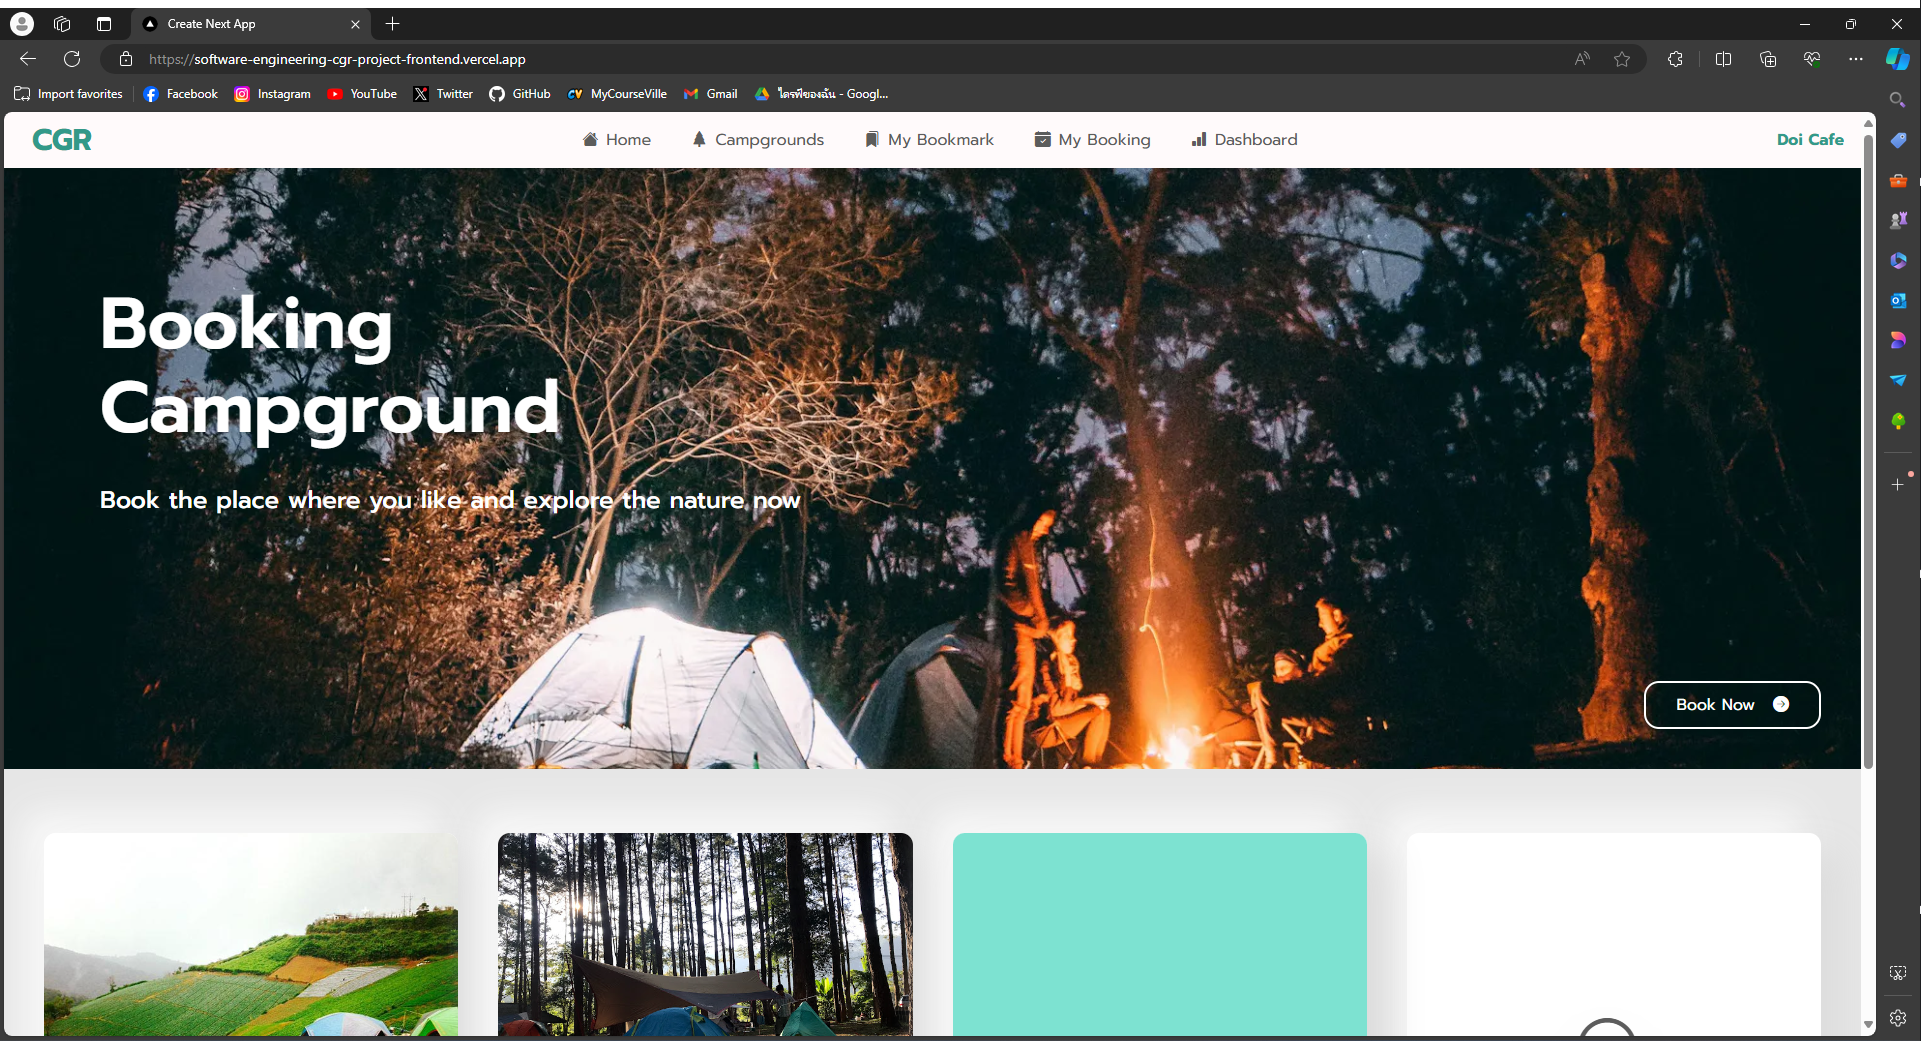 Create Next App
https://software-engineering-cgr-project-frontend.vercel.app
Import favorites
Facebook
Instagram
YouTube
Twitter
GitHub
MyCourseVille
Gmail
ไดรฟ์ของฉัน - Googl...
CGR
Home
Campgrounds
My Bookmark
My Booking
Dashboard
Doi Cafe
Booking
Campground
Book the place where you like and explore the nature now
Book Now